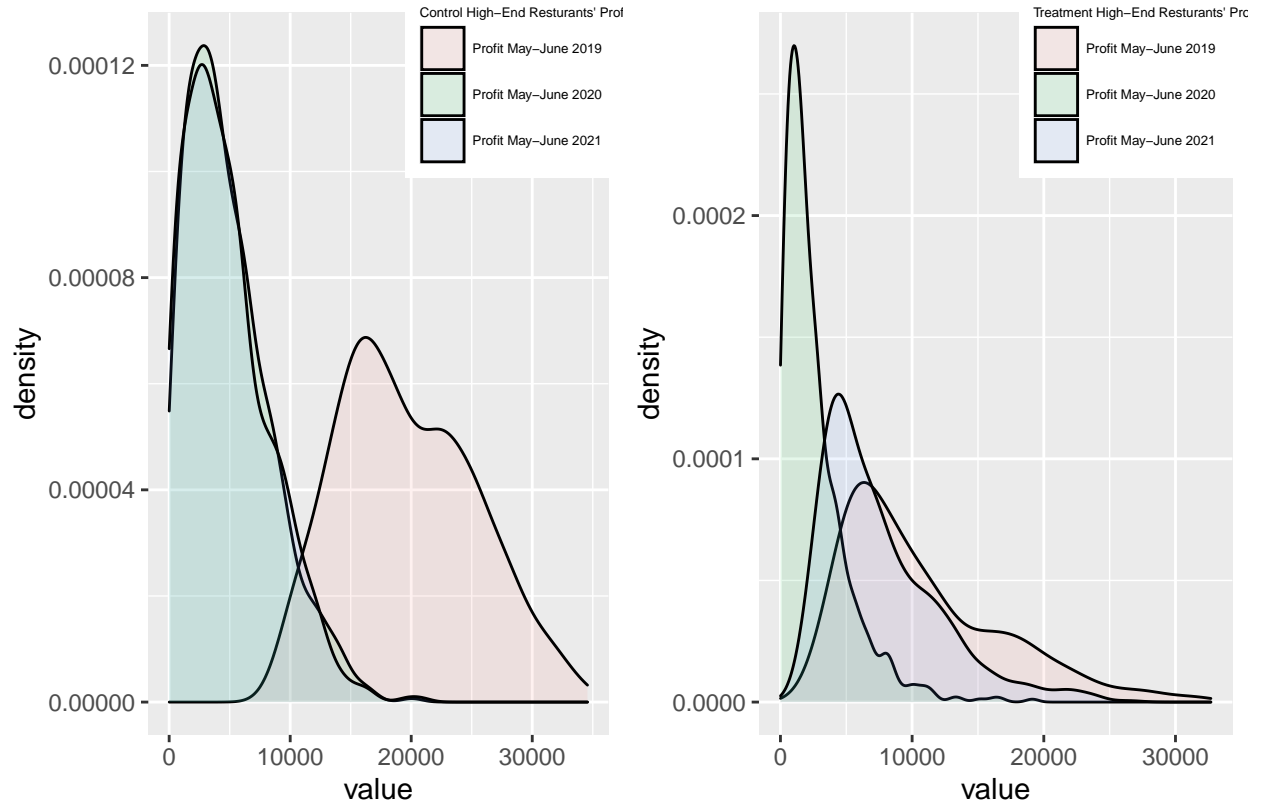 Control High−End Resturants' Prof
Profit May−June 2019
Profit May−June 2020
Profit May−June 2021
0.00012
0.00008
0.00004
0.00000
density
0
10000
20000
30000
value
Treatment High−End Resturants' Pro
Profit May−June 2019
Profit May−June 2020
Profit May−June 2021
0.0002
0.0001
0.0000
density
0
10000
20000
30000
value